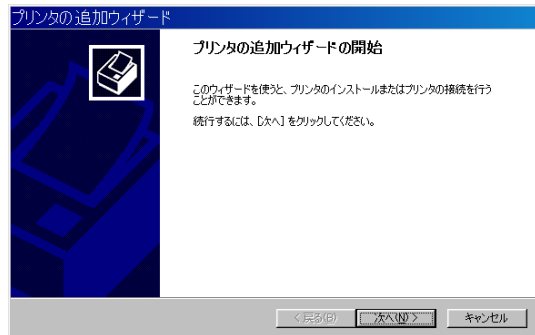 プリンタの追加ウィザード
プリンタの追加ウィザードの開始
このウィザードを使うと、プリンタのインストールまたはプリンタの接続を行う
ことができます。
続行するには、[次へ] をクリックしてください。
< 戻る(B)
次へ(N) >
キャンセル